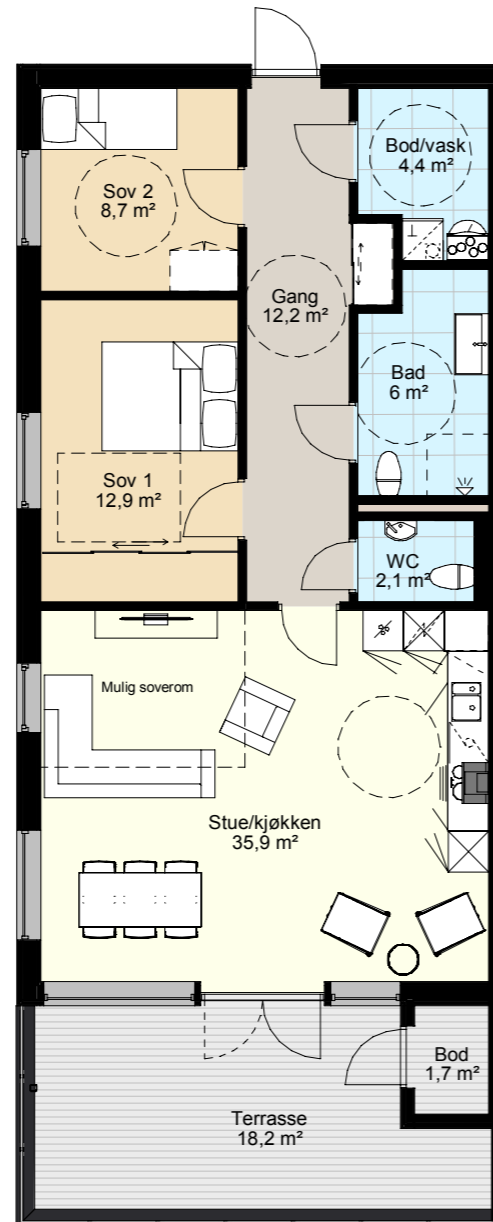 Bod/vask
4,4 m²
Sov 2
8,7 m²
Gang
12,2 m²
Bad
6 m²
Sov 1
12,9 m²
WC
2,1 m²
Mulig soverom
Stue/kjøkken
35,9 m²
Bod
1,7 m²
Terrasse
18,2 m²